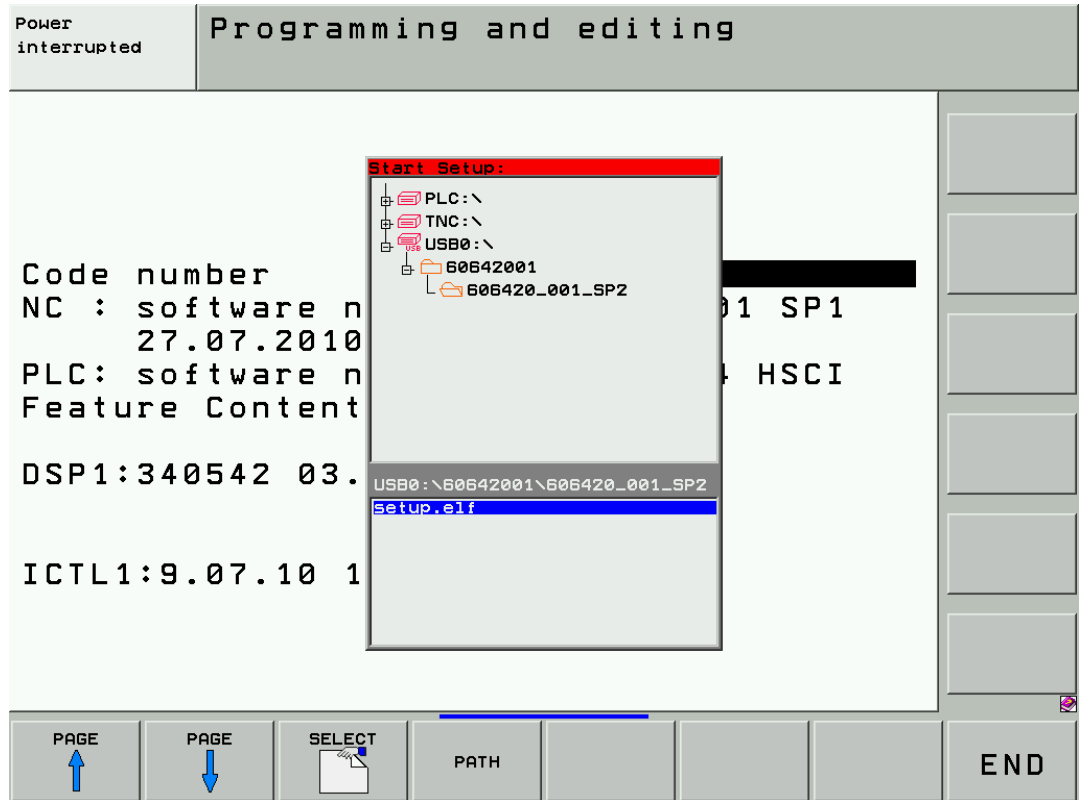 Power
interrupted
Programming and editing
Start Setup:
PLC:\
TNC:\
USB0:\
60642001
606420_001_SP2
Code number
NC : software n
01 SP1
27.07.2010
PLC: software n
4 HSCI
Feature Content
DSP1:340542 03.
USB0:\60642001\606420_001_SP2
setup.elf
ICTL1:9.07.10 1
PAGE
PAGE
SELECT
PATH
END